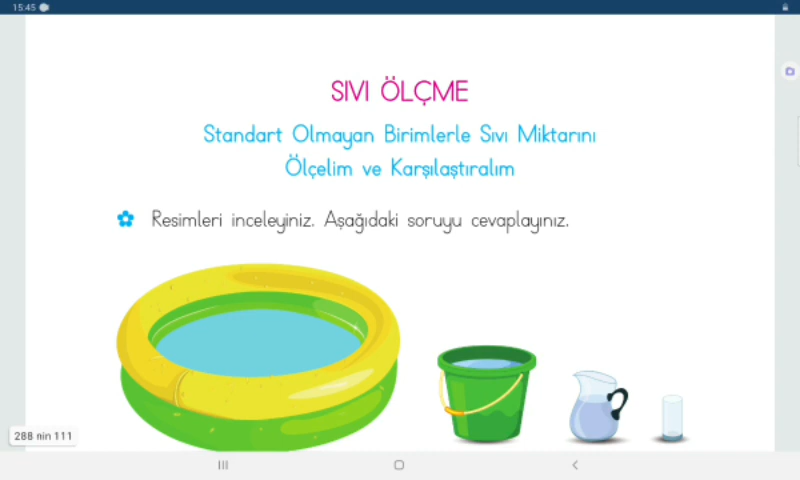 15:45
SIVI ÖLÇME
Standart Olmayan Birimlerle Sıvı Miktarını
Ölçelim ve Karşılaştıralım
Resimleri inceleyiniz. Aşağıdaki soruyu cevaplayınız.
288 nin 111